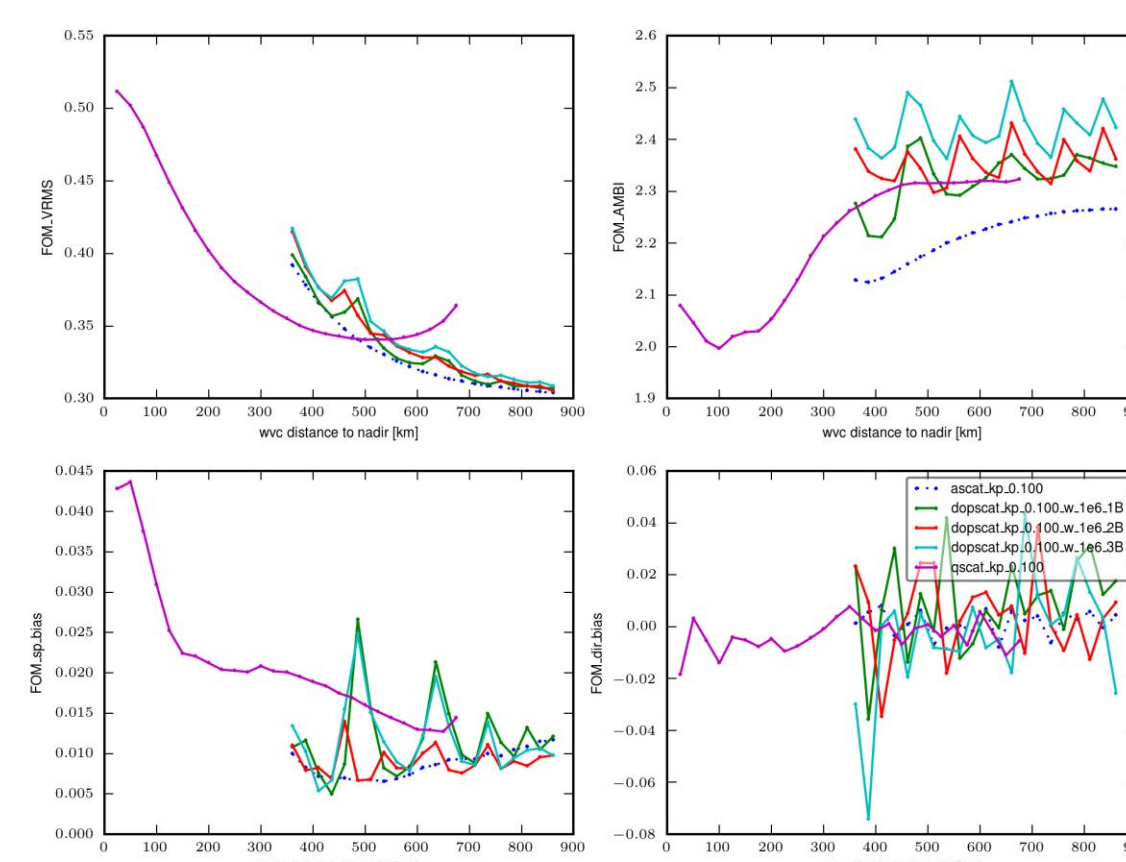 0.55
0.50
0.45
0.40
0.35
0.30
FOM_VRMS
0 100 200 300 400 500 600 700 800 900
wvc distance to nadir [km]
2.6
2.5
2.4
2.3
2.2
2.1
2.0
1.9
FOM_AMBI
0 100 200 300 400 500 600 700 800 9
wvc distance to nadir [km]
0.045
0.040
0.035
0.030
0.025
0.020
0.015
0.010
0.005
0.000
FOM_sp_bias
0 100 200 300 400 500 600 700 800 900
0.06
0.04
0.02
0.00
−0.02
−0.04
−0.06
−0.08
FOM_dir_bias
ascat_kp_0.100
dopscat_kp_0.100_w_1e6_1B
dopscat_kp_0.100_w_1e6_2B
dopscat_kp_0.100_w_1e6_3B
qscat_kp_0.100
0 100 200 300 400 500 600 700 800 9